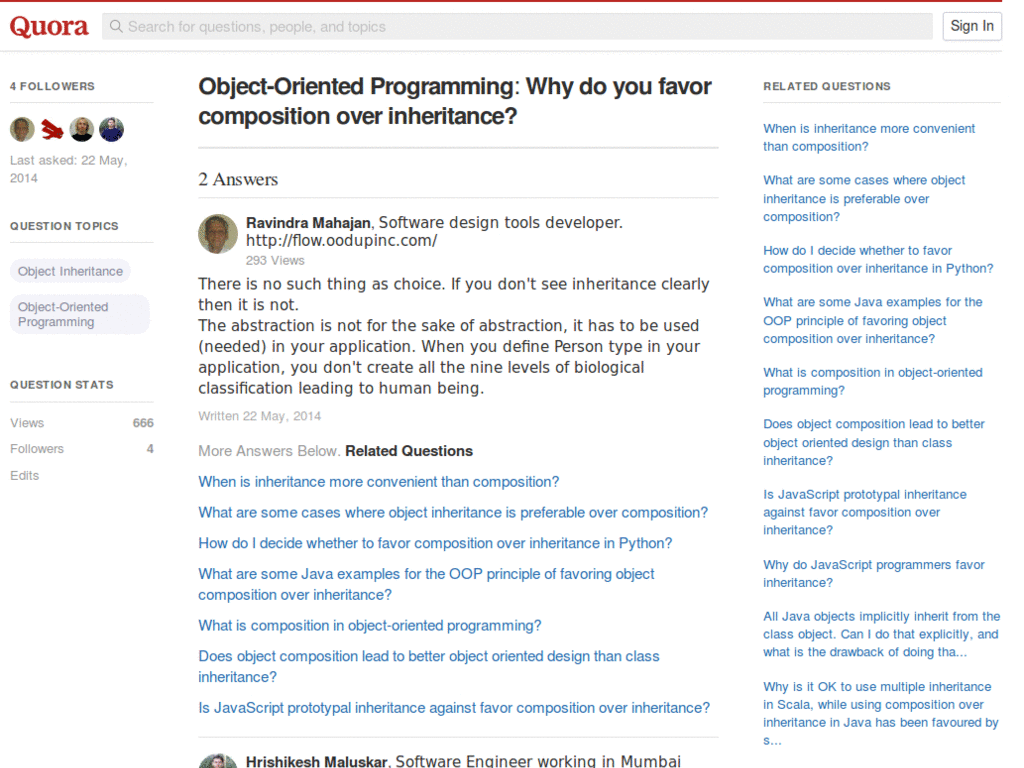 Quora
Search for questions, people, and topics
Sign In
4 FOLLOWERS
Last asked: 22 May,
2014
QUESTION TOPICS
Object Inheritance
Object-Oriented
Programming
QUESTION STATS
Views 666
Followers 4
Edits
Object-Oriented Programming: Why do you favor
composition over inheritance?
2 Answers
Ravindra Mahajan, Software design tools developer.
http://flow.oodupinc.com/
293 Views
There is no such thing as choice. If you don't see inheritance clearly
then it is not.
The abstraction is not for the sake of abstraction, it has to be used
(needed) in your application. When you define Person type in your
application, you don't create all the nine levels of biological
classification leading to human being.
Written 22 May, 2014
More Answers Below. Related Questions
When is inheritance more convenient than composition?
What are some cases where object inheritance is preferable over composition?
How do I decide whether to favor composition over inheritance in Python?
What are some Java examples for the OOP principle of favoring object
composition over inheritance?
What is composition in object-oriented programming?
Does object composition lead to better object oriented design than class
inheritance?
Is JavaScript prototypal inheritance against favor composition over inheritance?
Hrishikesh Maluskar, Software Engineer working in Mumbai
RELATED QUESTIONS
When is inheritance more convenient
than composition?
What are some cases where object
inheritance is preferable over
composition?
How do I decide whether to favor
composition over inheritance in Python?
What are some Java examples for the
OOP principle of favoring object
composition over inheritance?
What is composition in object-oriented
programming?
Does object composition lead to better
object oriented design than class
inheritance?
Is JavaScript prototypal inheritance
against favor composition over
inheritance?
Why do JavaScript programmers favor
inheritance?
All Java objects implicitly inherit from the
class object. Can I do that explicitly, and
what is the drawback of doing tha...
Why is it OK to use multiple inheritance
in Scala, while using composition over
inheritance in Java has been favoured by
s...